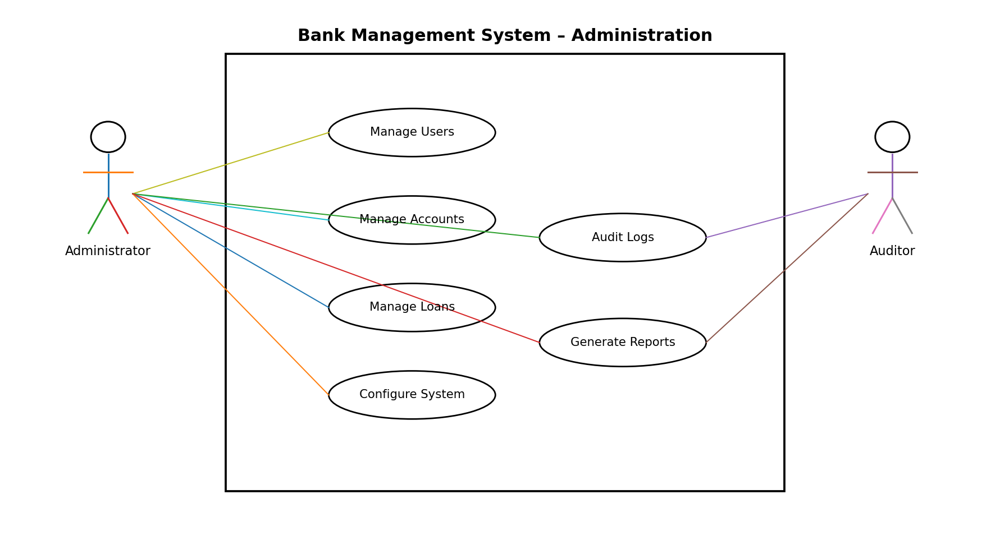 Bank Management System – Administration
Manage Users
Manage Accounts
Audit Logs
Administrator
Auditor
Manage Loans
Generate Reports
Configure System